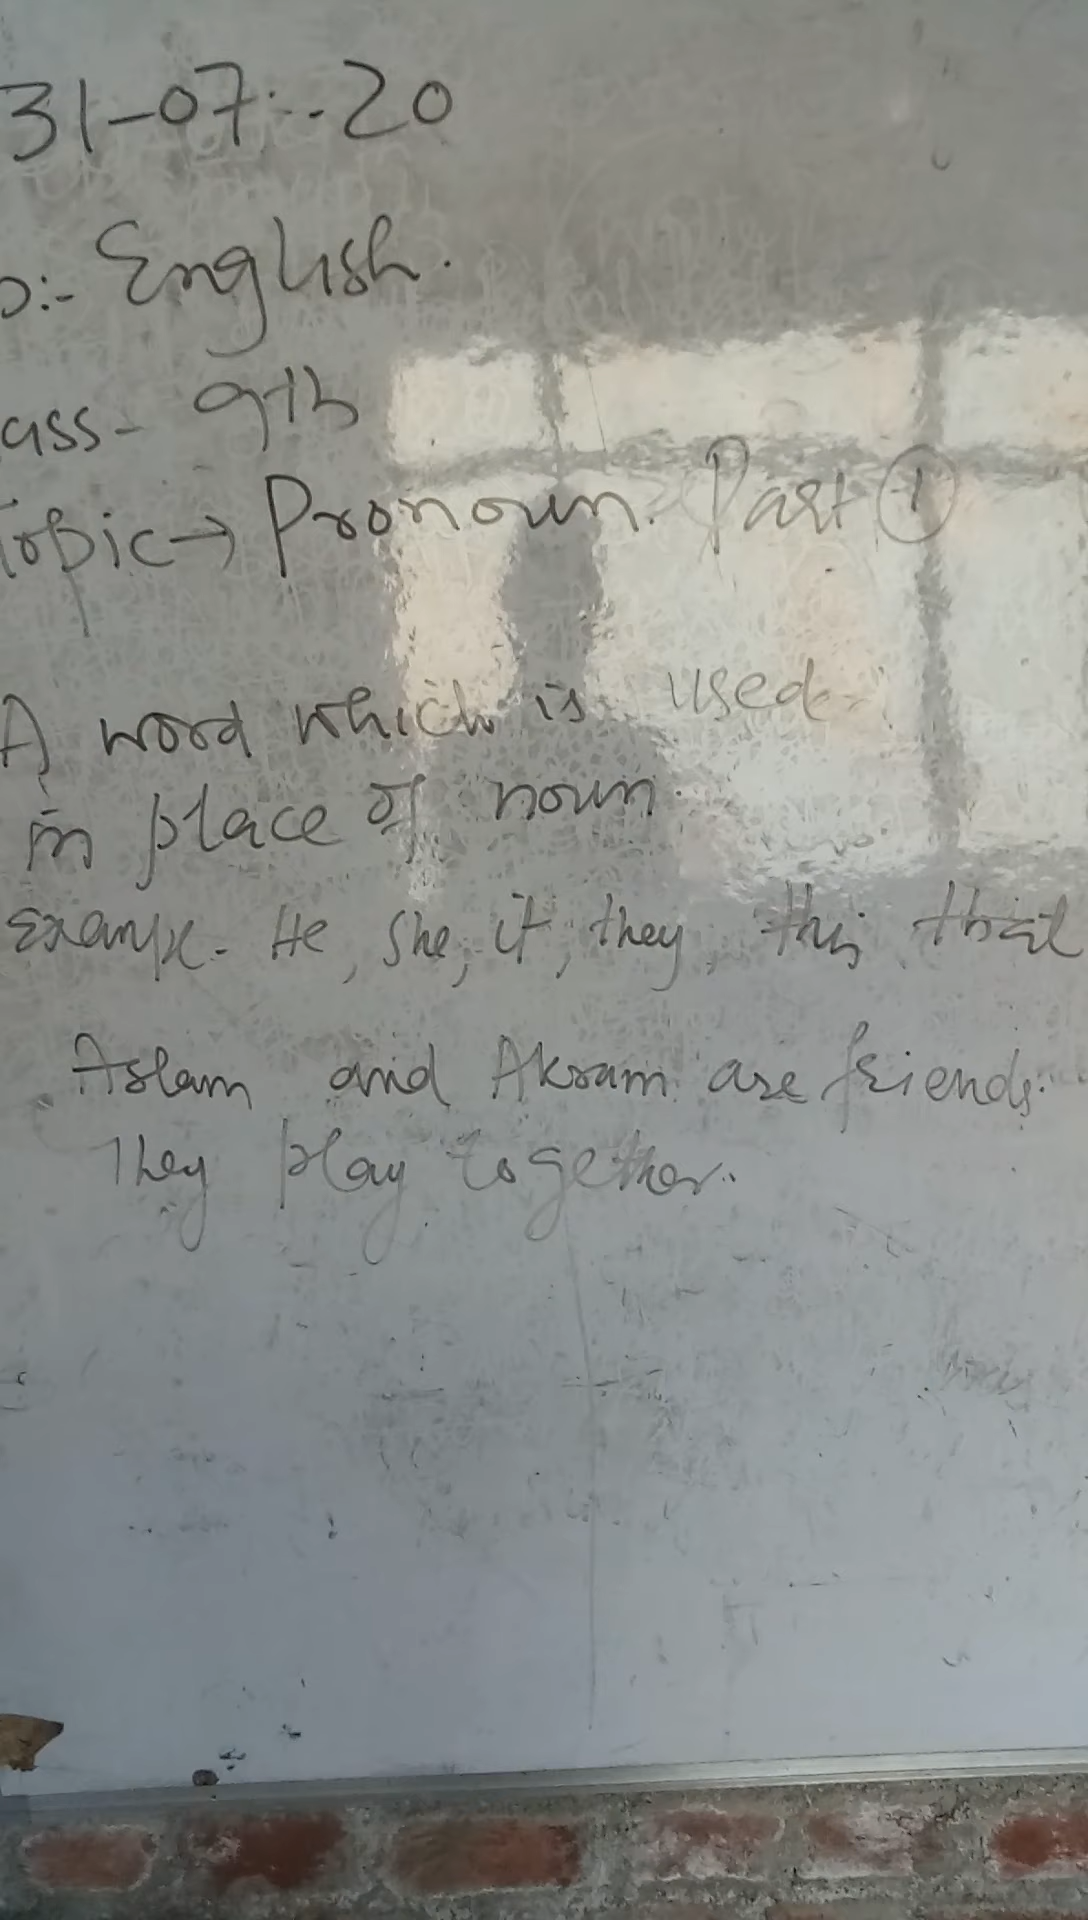 31-07-20
English.
9th
Topic → Pronoun. Part 1
A word which is used
in place of noun.
Example. He, She, it, they, this, that
Aslam and Akram are friends.
They play together.